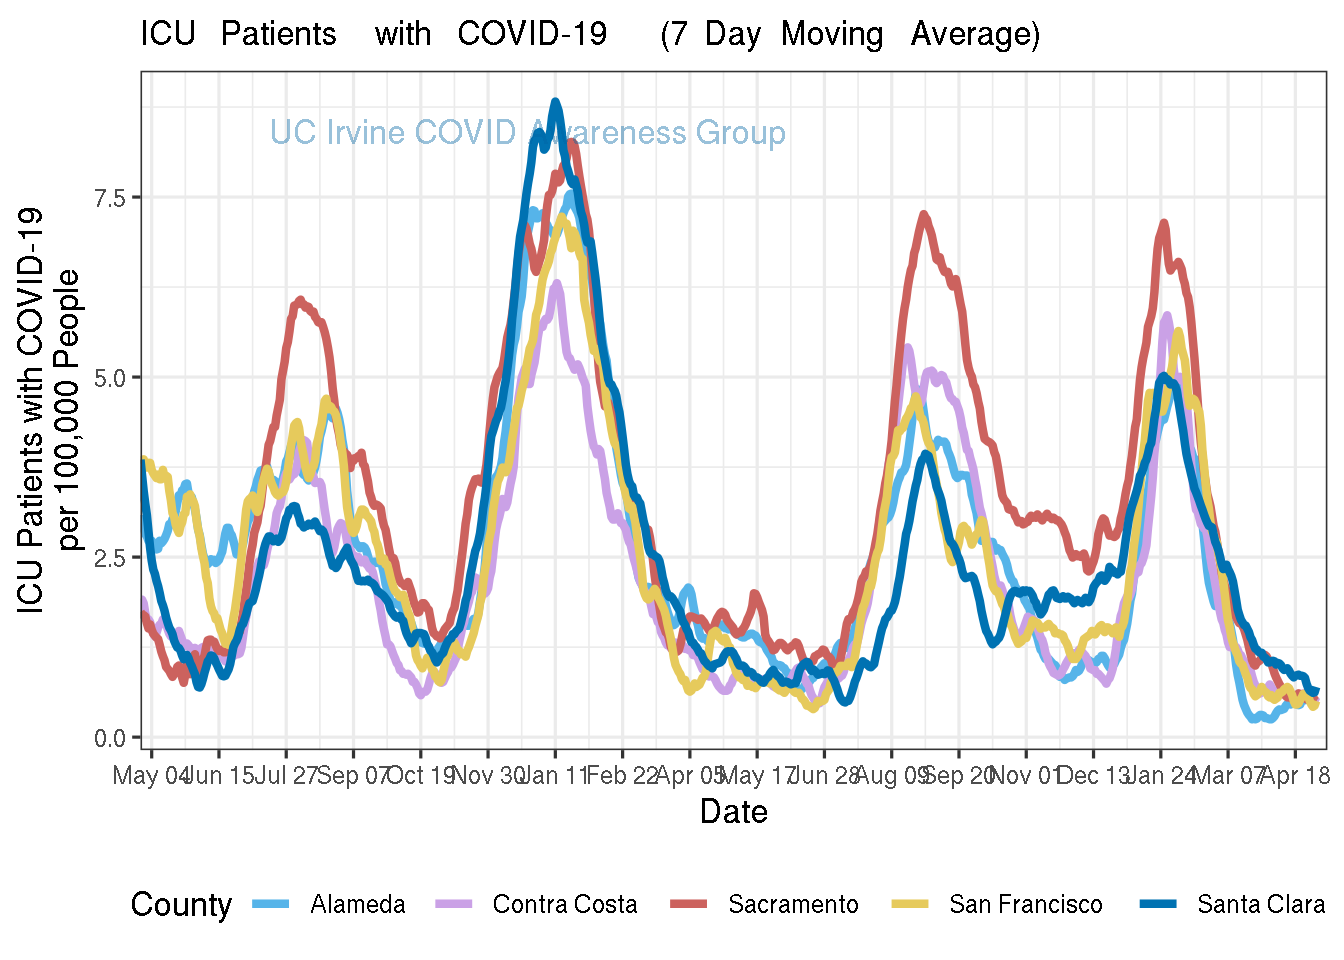 ICU Patients with COVID-19 (7 Day Moving Average)
UC Irvine COVID Awareness Group
ICU Patients with COVID-19
per 100,000 People
7.5
5.0
2.5
0.0
May 04 Jun 15 Jul 27 Sep 07 Oct 19 Nov 30 Jan 11 Feb 22 Apr 05 May 17 Jun 28 Aug 09 Sep 20 Nov 01 Dec 13 Jan 24 Mar 07 Apr 18
Date
County Alameda Contra Costa Sacramento San Francisco Santa Clara